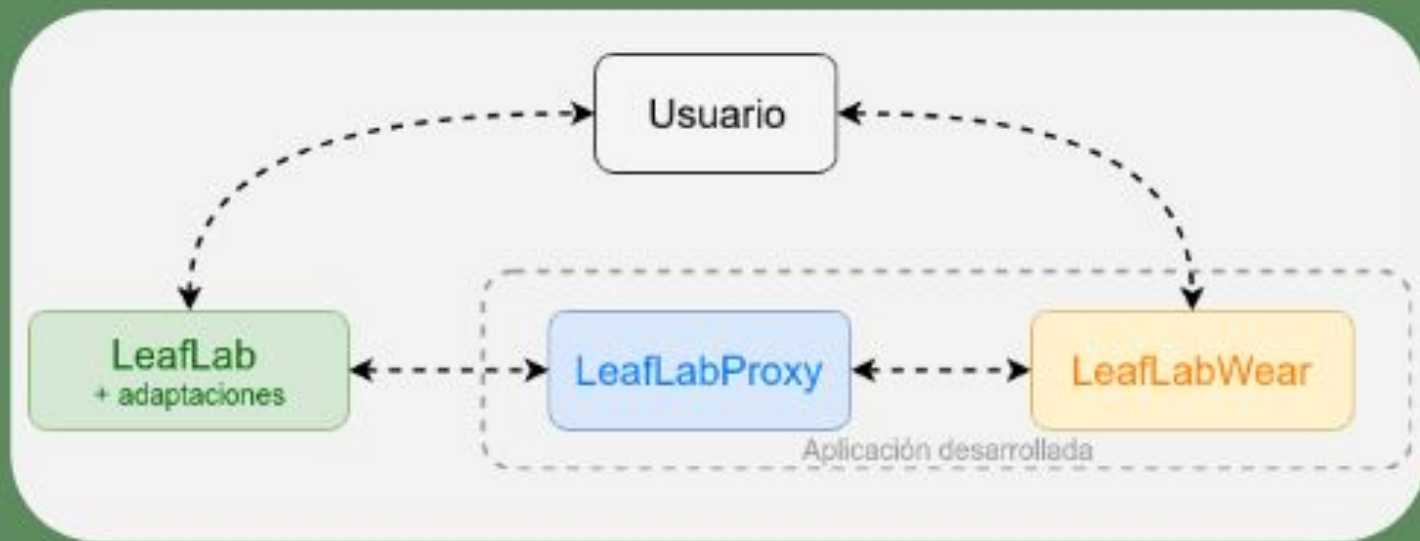 Usuario
LeafLab
+ adaptaciones
LeafLabProxy
LeafLabWear
Aplicación desarrollada